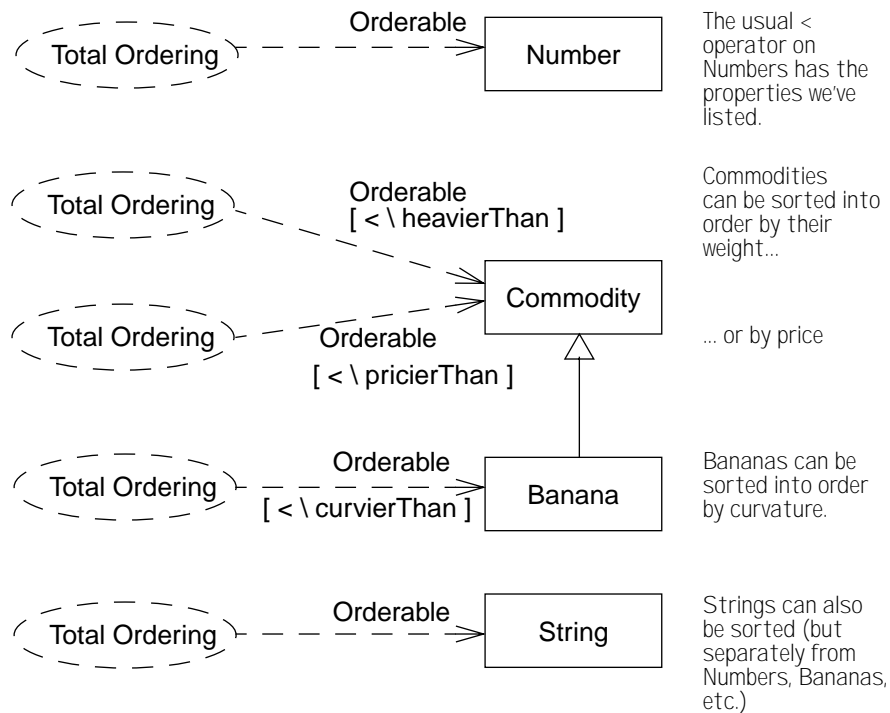 Orderable
Total Ordering
Number
The usual <
operator on
Numbers has the
properties we've
listed.
Total Ordering
Orderable
[ < \ heavierThan ]
Commodities
can be sorted into
order by their
weight...
Commodity
Total Ordering
Orderable
[ < \ pricierThan ]
... or by price
Total Ordering
Orderable
[ < \ curvierThan ]
Banana
Bananas can be
sorted into order
by curvature.
Total Ordering
Orderable
String
Strings can also
be sorted (but
separately from
Numbers, Bananas,
etc.)